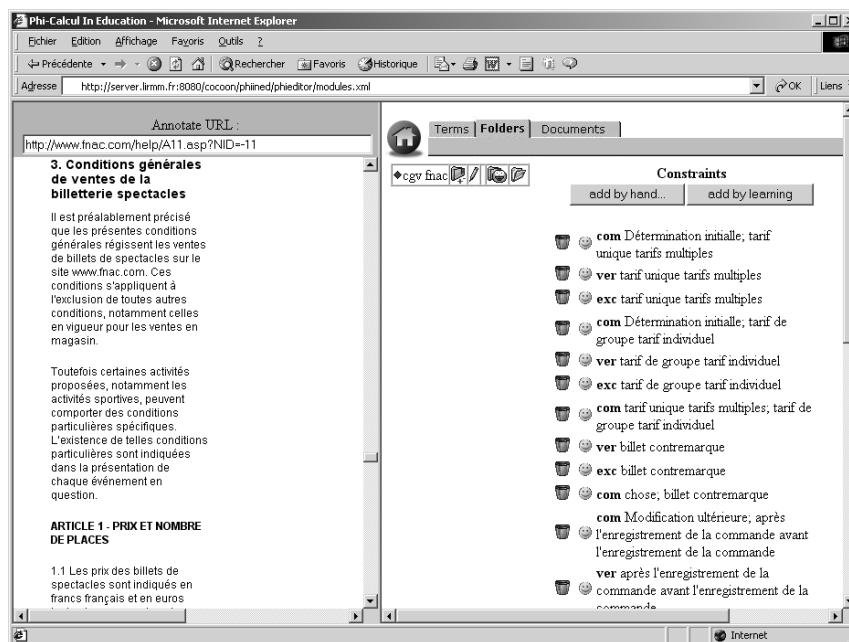 Phi-Calcul In Education - Microsoft Internet Explorer
Fichier Edition Affichage Favoris Outils ?
Précédente Rechercher Favoris Historique
Adresse http://server.lirmm.fr:8080/cocoon/phiined/phieditor/modules.xml OK Liens
Annotate URL :
http://www.fnac.com/help/A11.asp?NID=-11
3. Conditions générales
de ventes de la
billetterie spectacles
Il est préalablement précisé
que les présentes conditions
générales régissent les ventes
de billets de spectacles sur le
site www.fnac.com. Ces
conditions s'appliquent à
l'exclusion de toutes autres
conditions, notamment celles
en vigueur pour les ventes en
magasin.
Toutefois certaines activités
proposées, notamment les
activités sportives, peuvent
comporter des conditions
particulières spécifiques.
L'existence de telles conditions
particulières sont indiquées
dans la présentation de
chaque événement en
question.
ARTICLE 1 - PRIX ET NOMBRE
DE PLACES
1.1 Les prix des billets de
spectacles sont indiqués en
francs français et en euros
Terms Folders Documents
cgv fnac
Constraints
add by hand... add by learning
com Détermination initialle; tarif
unique tarifs multiples
ver tarif unique tarifs multiples
exc tarif unique tarifs multiples
com Détermination initialle; tarif de
groupe tarif individuel
ver tarif de groupe tarif individuel
exc tarif de groupe tarif individuel
com tarif unique tarifs multiples; tarif de
groupe tarif individuel
ver billet contremarque
exc billet contremarque
com chose; billet contremarque
com Modification ultérieure; après
l'enregistrement de la commande avant
l'enregistrement de la commande
ver après l'enregistrement de la
commande avant l'enregistrement de la
commande
Internet